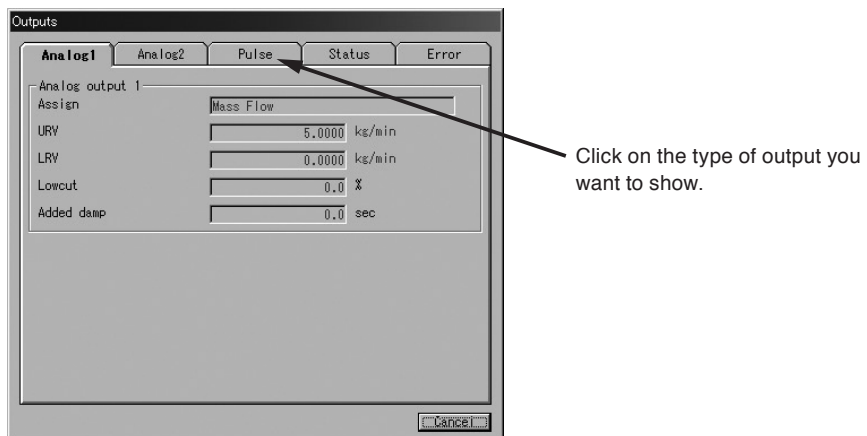 Outputs
Analog1 Analog2 Pulse Status Error
Analog output 1
Assign Mass Flow
URV 5.0000 kg/min
LRV 0.0000 kg/min
Lowcut 0.0 %
Added damp 0.0 sec
Cancel
Click on the type of output you
want to show.